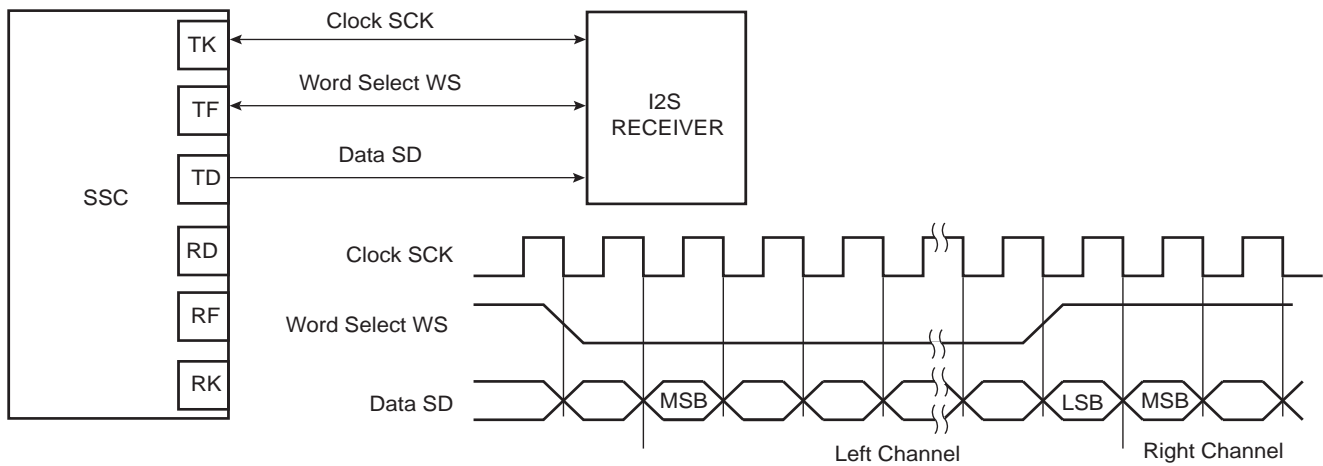 SSC
TK
TF
TD
RD
RF
RK
Clock SCK
Word Select WS
Data SD
I2S
RECEIVER
Clock SCK
Word Select WS
Data SD
MSB
LSB
MSB
Left Channel
Right Channel